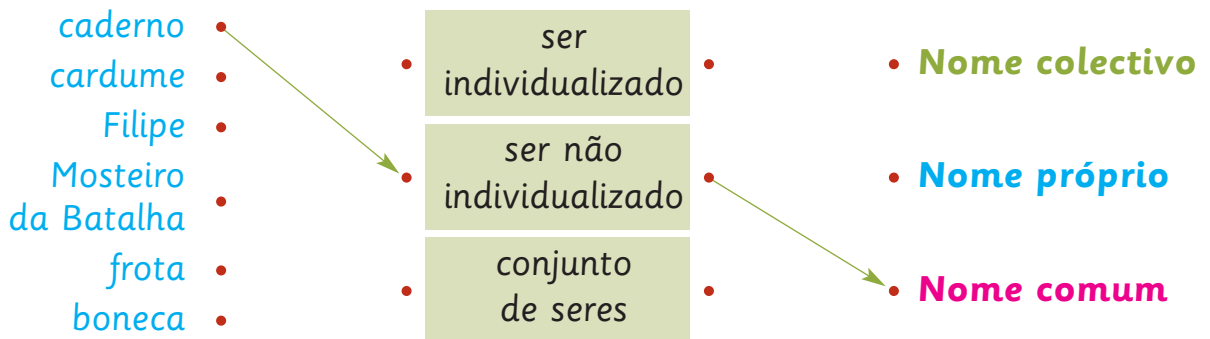 caderno
cardume
Filipe
Mosteiro
da Batalha
frota
boneca
ser
individualizado
ser não
individualizado
conjunto
de seres
Nome colectivo
Nome próprio
Nome comum